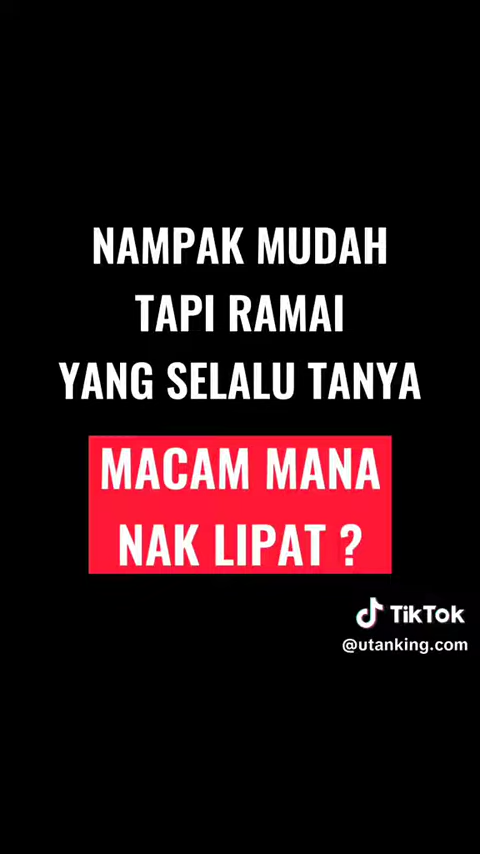 NAMPAK MUDAH
TAPI RAMAI
YANG SELALU TANYA
MACAM MANA
NAK LIPAT ?
TikTok
@utanking.com